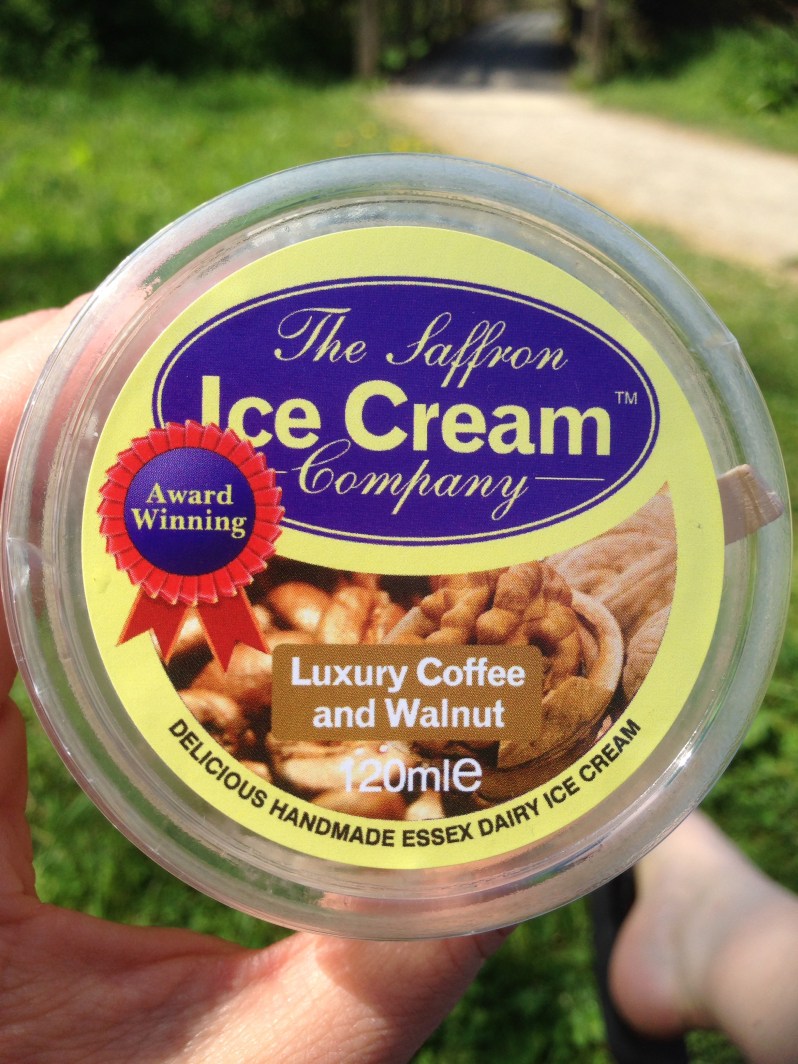 The Saffron
Ice Cream™
Company
Award
Winning
Luxury Coffee
and Walnut
120ml℮
DELICIOUS HANDMADE ESSEX DAIRY ICE CREAM